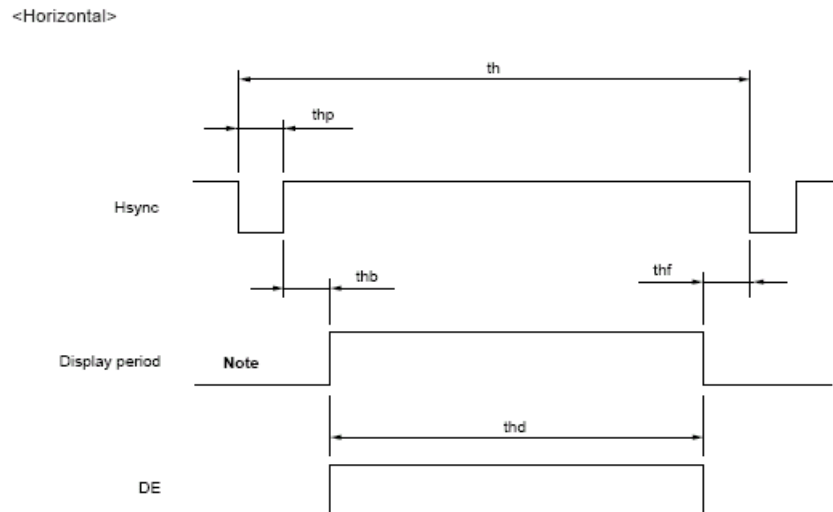 <Horizontal>
th
thp
Hsync
thb
thf
Display period
Note
thd
DE